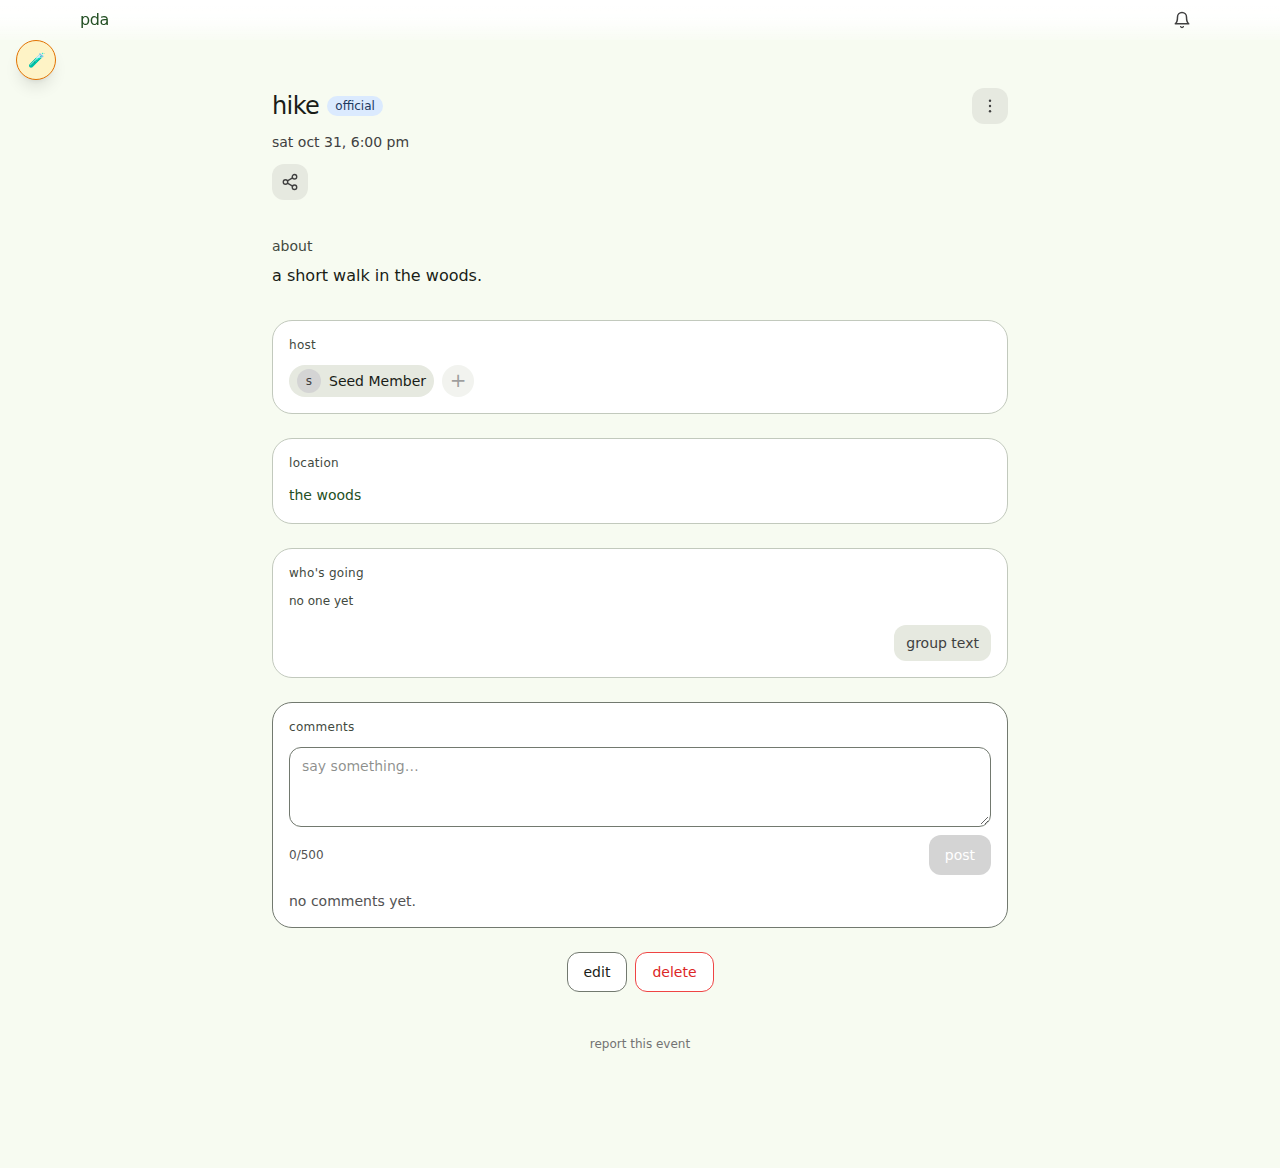 pda
hike official
sat oct 31, 6:00 pm
about
a short walk in the woods.
host
s Seed Member +
location
the woods
who's going
no one yet
group text
comments
say something…
0/500 post
no comments yet.
edit delete
report this event